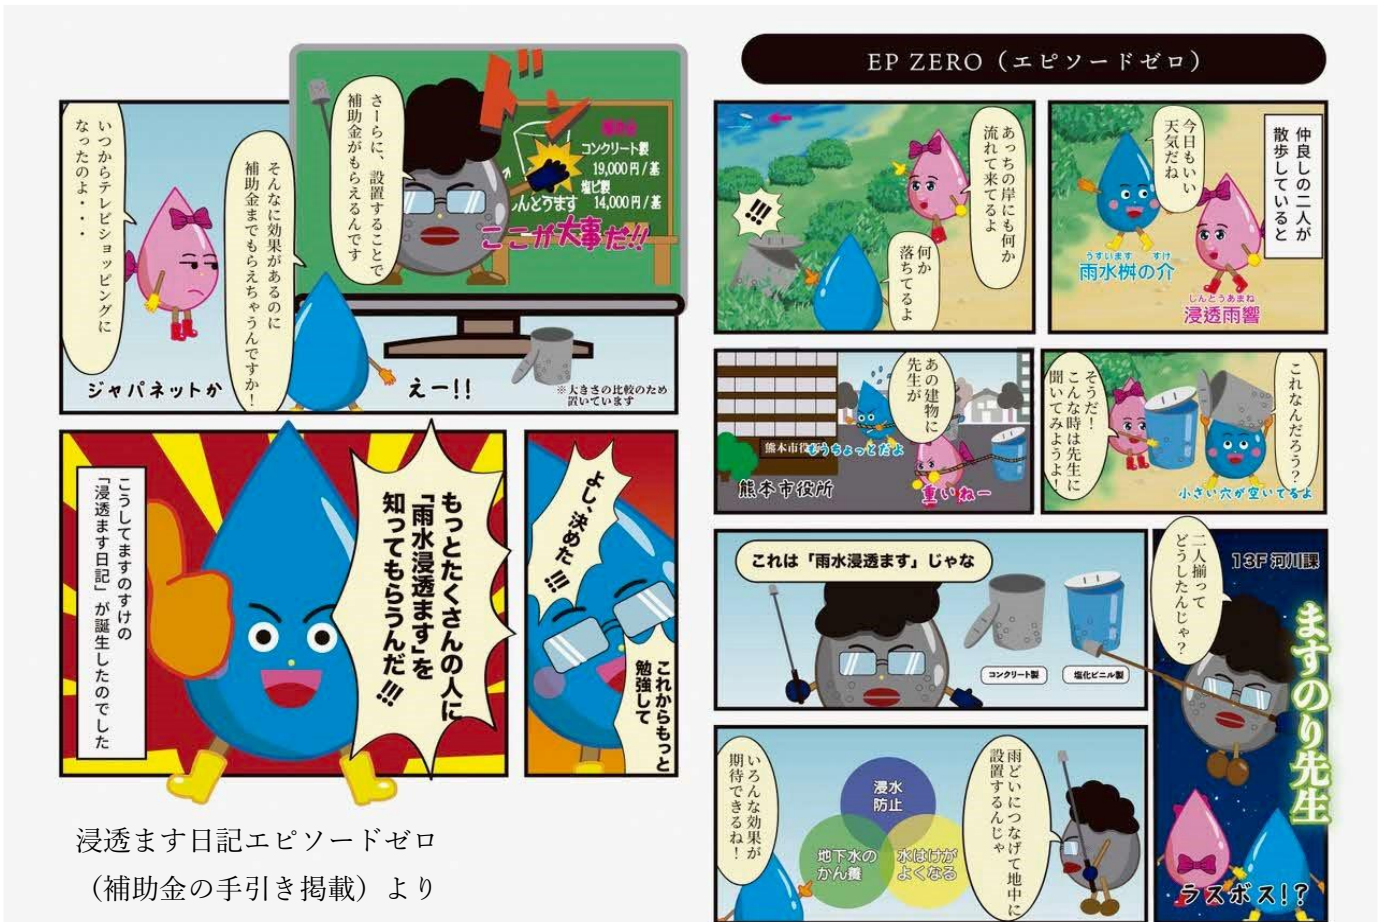 EP ZERO（エピソードゼロ）
仲良しの二人が
散歩していると
今日もいい
天気だね
うすいます　すけ
雨水桝の介
しんとうあまね
浸透雨響
あっちの岸にも何か
流れて来てるよ
何か
落ちてるよ
!!!
これなんだろう？
そうだ！
こんな時は先生に
聞いてみようよ！
小さい穴が空いてるよ
あの建物に
先生が
熊本市役
もうちょっとだよ
熊本市役所
重いねー
13F 河川課
二人揃って
どうしたんじゃ？
ますのり先生
ラスボス!?
これは「雨水浸透ます」じゃな
コンクリート製
塩化ビニル製
雨どいにつなげて地中に
設置するんじゃ
浸水
防止
地下水の
かん養
水はけが
よくなる
いろんな効果が
期待できるね！
ドン
さーらに、設置することで
補助金がもらえるんです
補助金
コンクリート製
19,000円／基
塩ビ製
14,000円／基
んとうます
ここが大事だ!!
そんなに効果があるのに
補助金までもらえちゃうんですか！
えー!!
※大きさの比較のため
置いています
いつからテレビショッピングに
なったのよ・・・・
ジャパネットか
よし、決めた!!!
これからもっと
勉強して
もっとたくさんの人に
「雨水浸透ます」を
知ってもらうんだ!!!
こうしてますのすけの
「浸透ます日記」が誕生したのでした
浸透ます日記エピソードゼロ
（補助金の手引き掲載）より